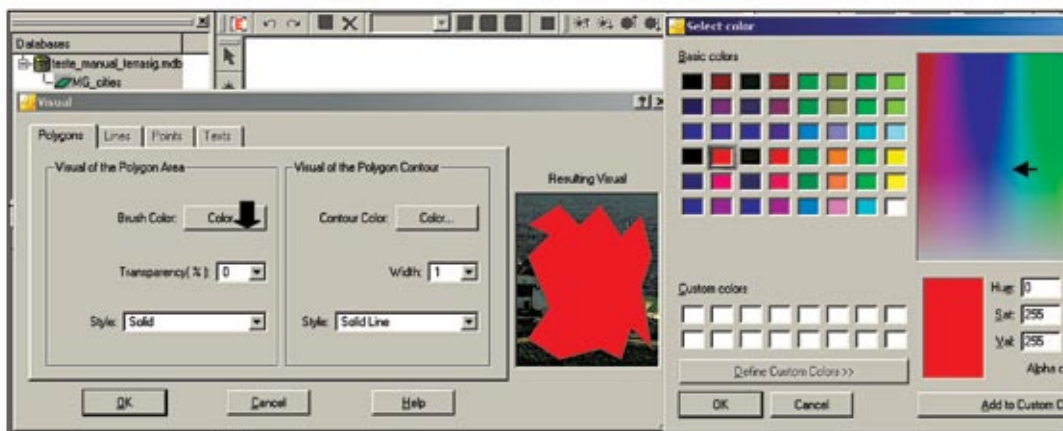 Databases
teste_manual_terrasig.mdb
MG_cities
Visual
Polygons Lines Points Texts
Visual of the Polygon Area
Brush Color: Color...
Transparency( % ): 0
Style: Solid
Visual of the Polygon Contour
Contour Color: Color...
Width: 1
Style: Solid Line
Resulting Visual
OK Cancel Help
Select color
Basic colors
Custom colors
Define Custom Colors >>
OK Cancel
Hue: 0
Sat: 255
Val: 255
Alpha c
Add to Custom C